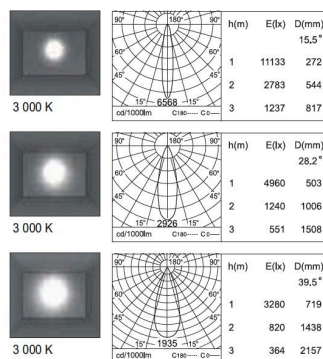 90° 180° 90°
60° 60°
45° 45°
15° 6568 15°
cd/1000lm C180----- C0—
3 000 K
h(m) E(lx) D(mm)
15,5°
1 11133 272
2 2783 544
3 1237 817
90° 180° 90°
60° 60°
45° 45°
15° 2926 15°
cd/1000lm C180----- C0—
3 000 K
h(m) E(lx) D(mm)
28,2°
1 4960 503
2 1240 1006
3 551 1508
90° 180° 90°
60° 60°
45° 45°
15° 1935 15°
cd/1000lm C180----- C0—
3 000 K
h(m) E(lx) D(mm)
39,5°
1 3280 719
2 820 1438
3 364 2157